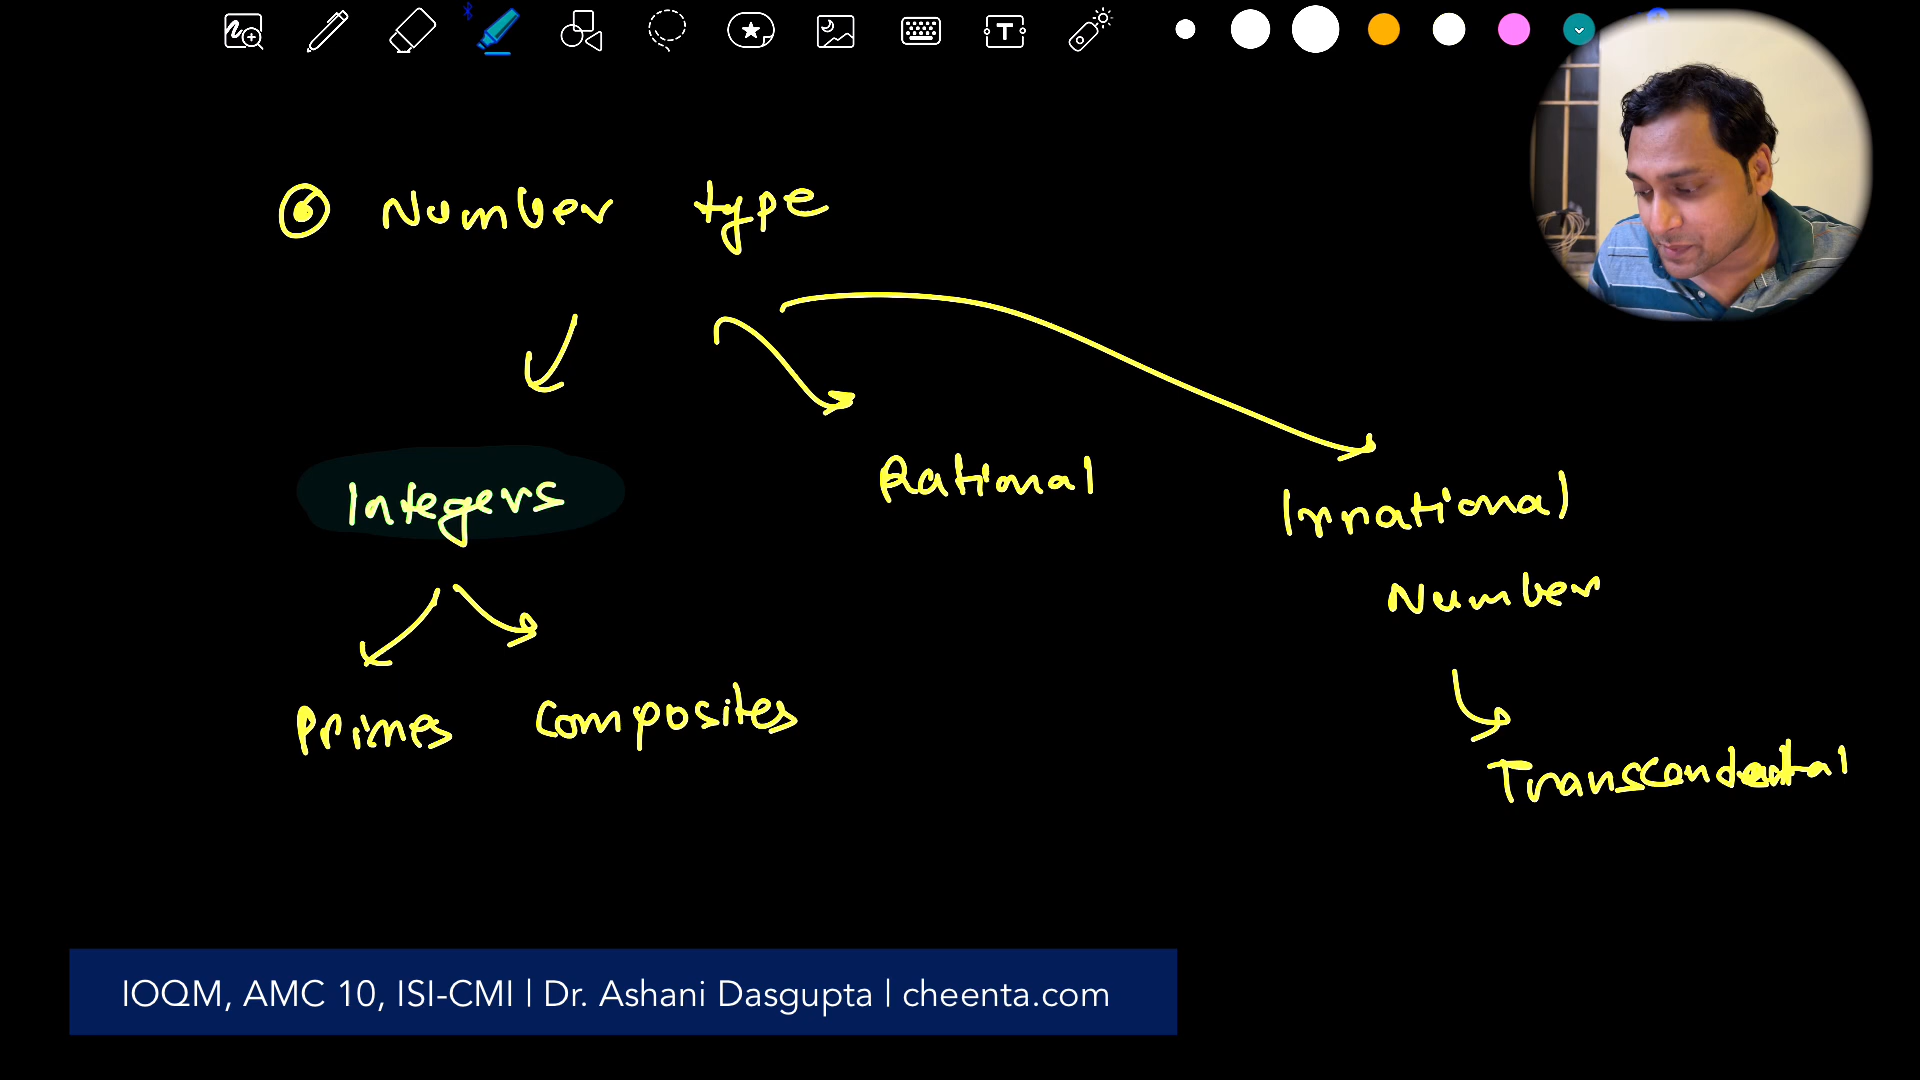 Number type
Integers
Rational
Irrational
Number
Primes
Composites
Transcendental
IOQM, AMC 10, ISI-CMI | Dr. Ashani Dasgupta | cheenta.com